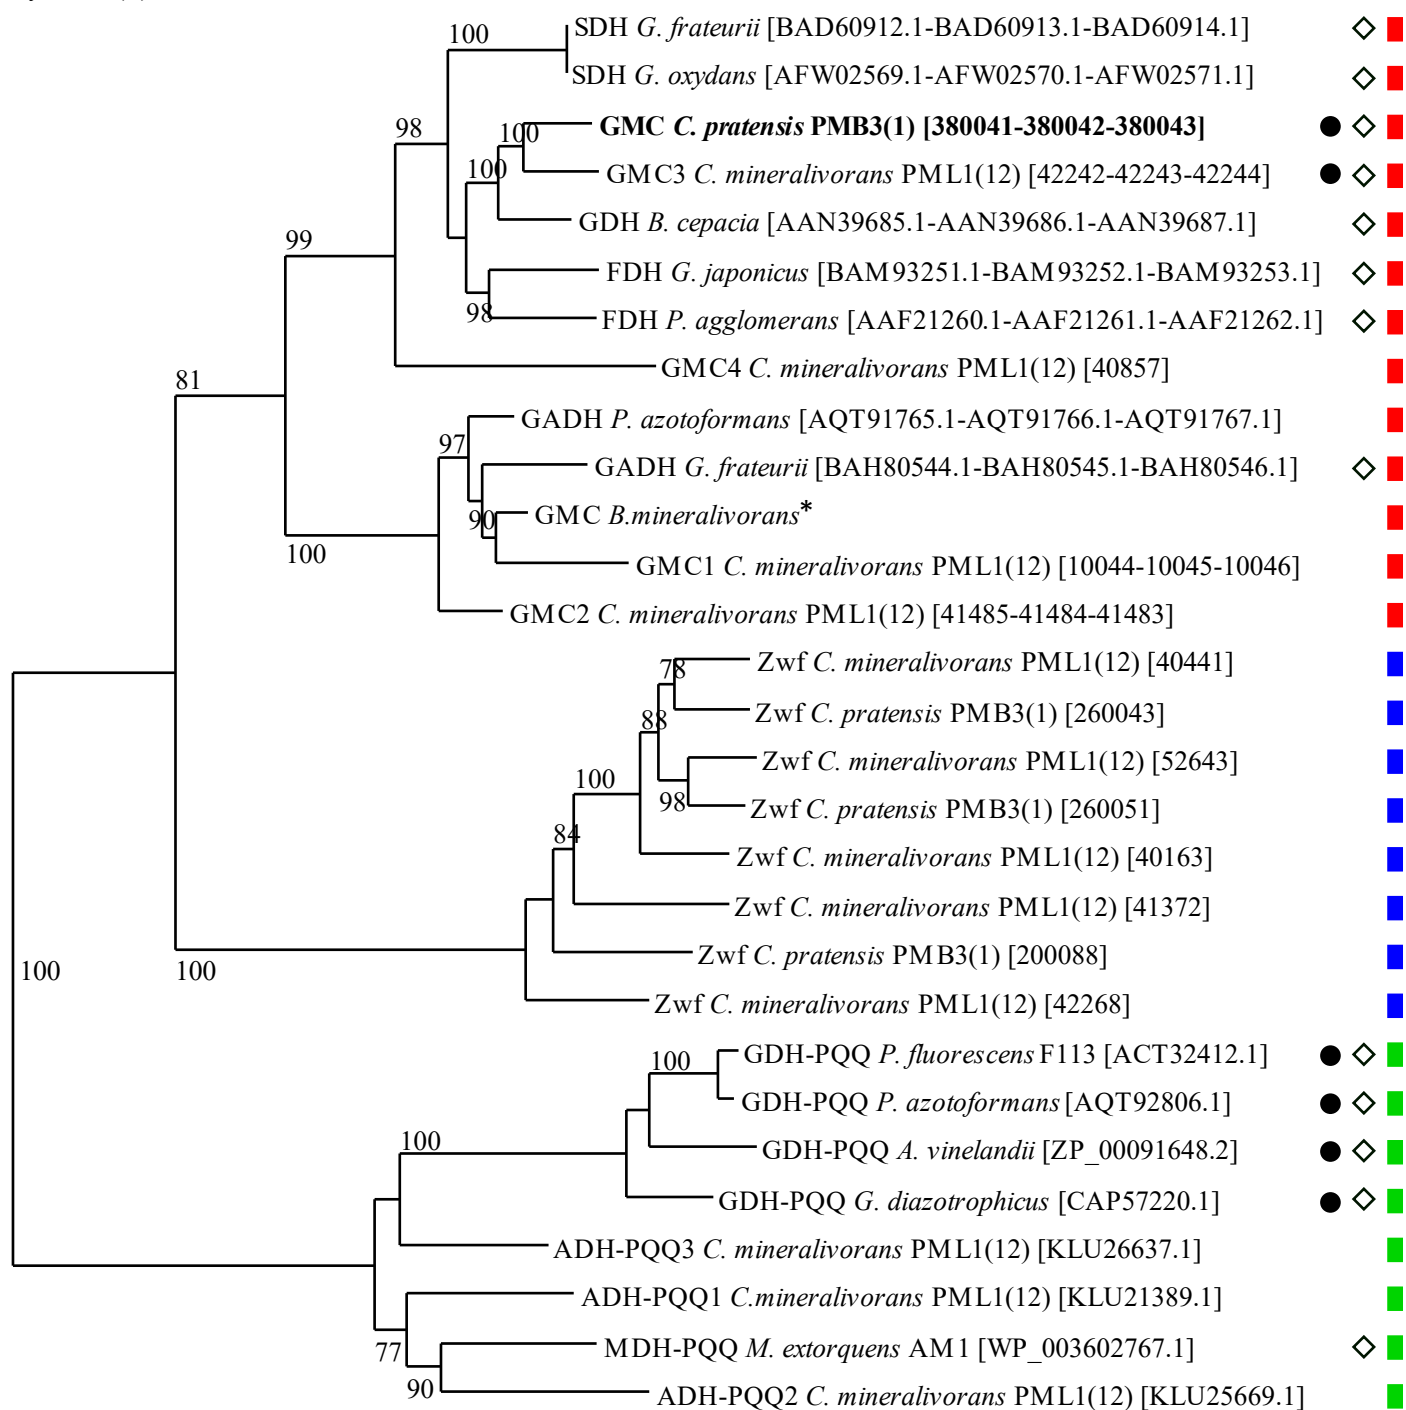 100
SDH G. frateurii [BAD60912.1-BAD60913.1-BAD60914.1]
SDH G. oxydans [AFW02569.1-AFW02570.1-AFW02571.1]
98
100
GMC C. pratensis PMB3(1) [380041-380042-380043]
100
GMC3 C. mineralivorans PML1(12) [42242-42243-42244]
GDH B. cepacia [AAN39685.1-AAN39686.1-AAN39687.1]
99
FDH G. japonicus [BAM93251.1-BAM93252.1-BAM93253.1]
98
FDH P. agglomerans [AAF21260.1-AAF21261.1-AAF21262.1]
GMC4 C. mineralivorans PML1(12) [40857]
81
GADH P. azotoformans [AQT91765.1-AQT91766.1-AQT91767.1]
97
GADH G. frateurii [BAH80544.1-BAH80545.1-BAH80546.1]
90
GMC B.mineralivorans*
100
GMC1 C. mineralivorans PML1(12) [10044-10045-10046]
GMC2 C. mineralivorans PML1(12) [41485-41484-41483]
78
Zwf C. mineralivorans PML1(12) [40441]
88
Zwf C. pratensis PMB3(1) [260043]
100
Zwf C. mineralivorans PML1(12) [52643]
98
Zwf C. pratensis PMB3(1) [260051]
84
Zwf C. mineralivorans PML1(12) [40163]
Zwf C. mineralivorans PML1(12) [41372]
Zwf C. pratensis PMB3(1) [200088]
100
100
Zwf C. mineralivorans PML1(12) [42268]
100
GDH-PQQ P. fluorescens F113 [ACT32412.1]
GDH-PQQ P. azotoformans [AQT92806.1]
100
GDH-PQQ A. vinelandii [ZP_00091648.2]
GDH-PQQ G. diazotrophicus [CAP57220.1]
ADH-PQQ3 C. mineralivorans PML1(12) [KLU26637.1]
ADH-PQQ1 C.mineralivorans PML1(12) [KLU21389.1]
77
MDH-PQQ M. extorquens AM1 [WP_003602767.1]
90
ADH-PQQ2 C. mineralivorans PML1(12) [KLU25669.1]